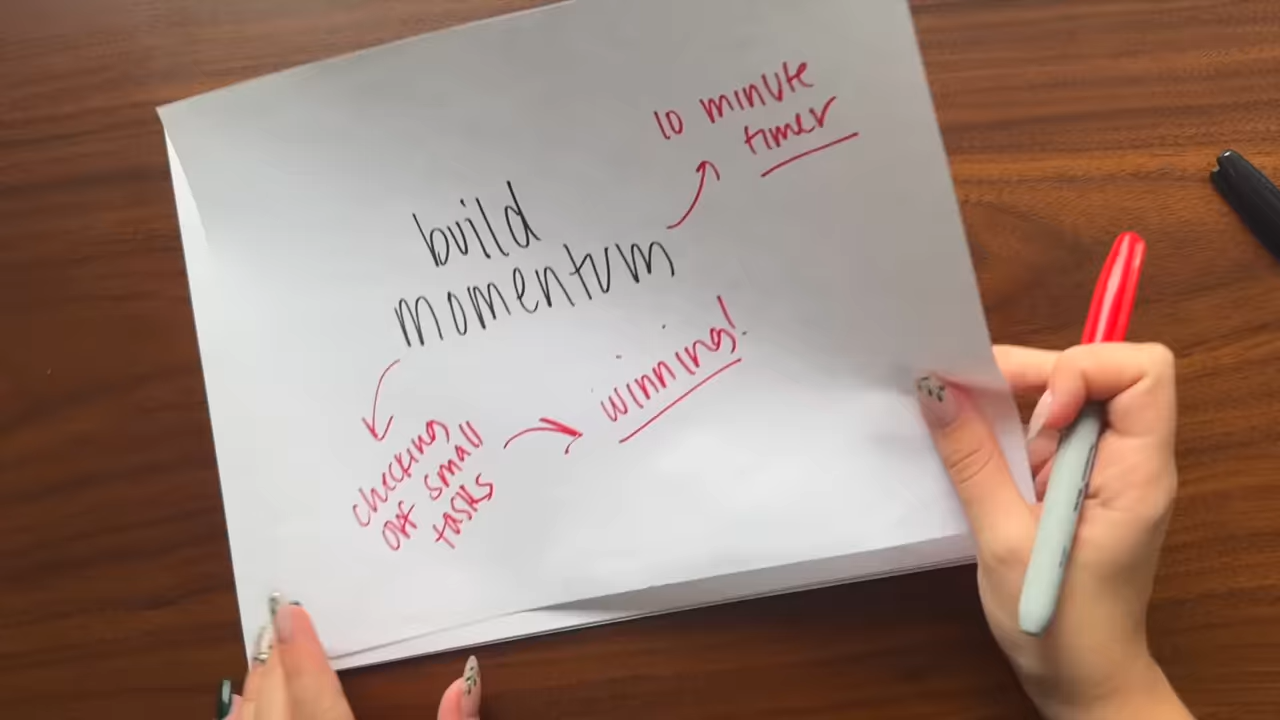 10 minute
timer
build
momentum
winning!
checking
off small
tasks